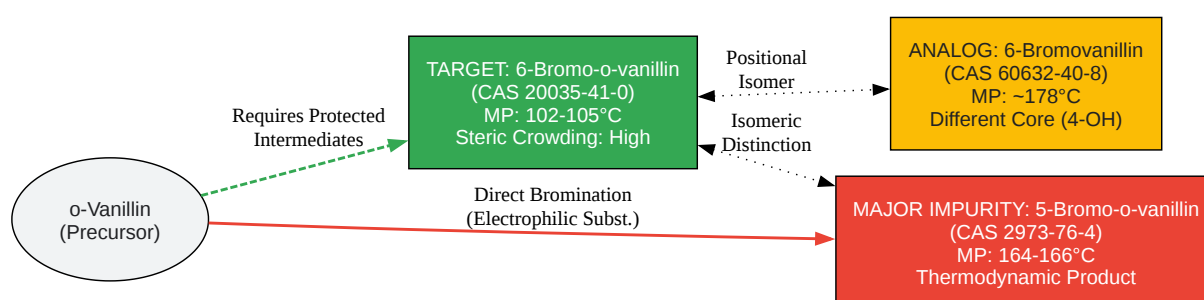 o-Vanillin
(Precursor)
Requires Protected
Intermediates
TARGET: 6-Bromo-o-vanillin
(CAS 20035-41-0)
MP: 102-105°C
Steric Crowding: High
Positional
Isomer
ANALOG: 6-Bromovanillin
(CAS 60632-40-8)
MP: ~178°C
Different Core (4-OH)
Isomeric
Distinction
Direct Bromination
(Electrophilic Subst.)
MAJOR IMPURITY: 5-Bromo-o-vanillin
(CAS 2973-76-4)
MP: 164-166°C
Thermodynamic Product